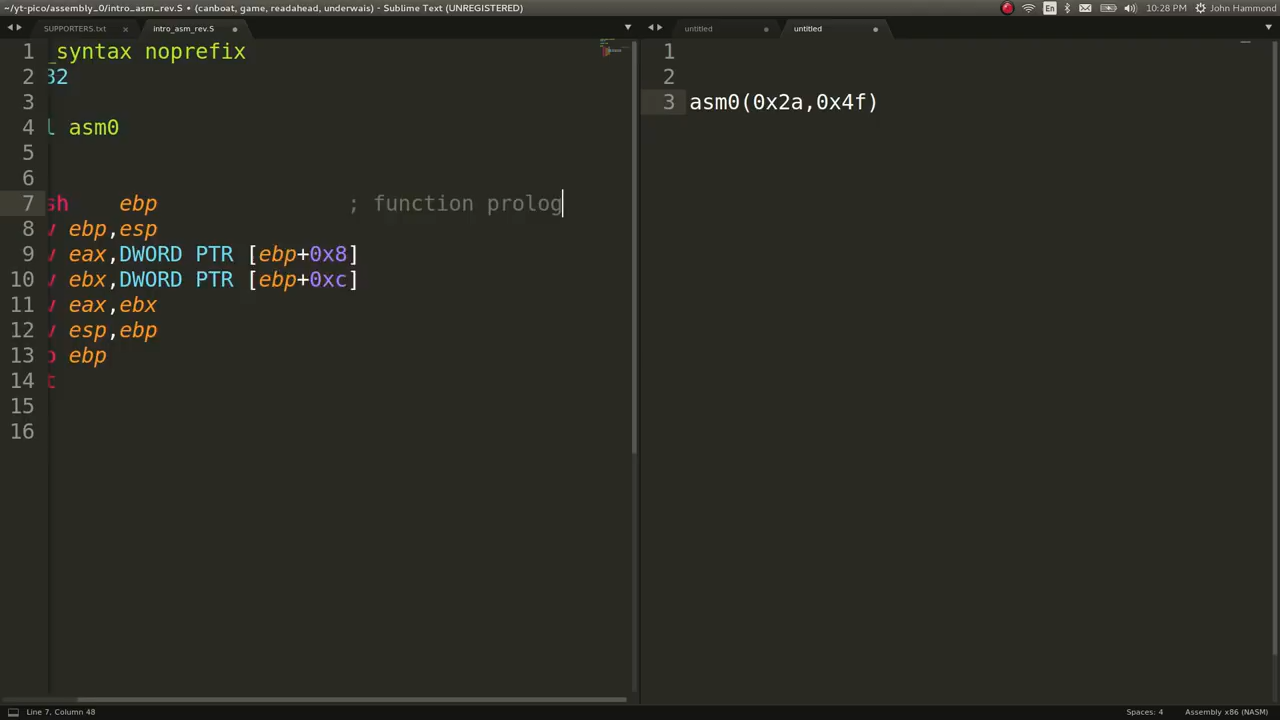 ~/yt-pico/assembly_0/intro_asm_rev.S • (canboat, game, readahead, underwais) - Sublime Text (UNREGISTERED)
En
10:28 PM
John Hammond
SUPPORTERS.txt
intro_asm_rev.S
untitled
untitled
1 _syntax noprefix
2 32
3
4 l asm0
5
6
7 sh ebp ; function prolog
8 v ebp,esp
9 v eax,DWORD PTR [ebp+0x8]
10 v ebx,DWORD PTR [ebp+0xc]
11 v eax,ebx
12 v esp,ebp
13 p ebp
14 t
15
16
1
2
3 asm0(0x2a,0x4f)
Line 7, Column 48
Spaces: 4
Assembly x86 (NASM)